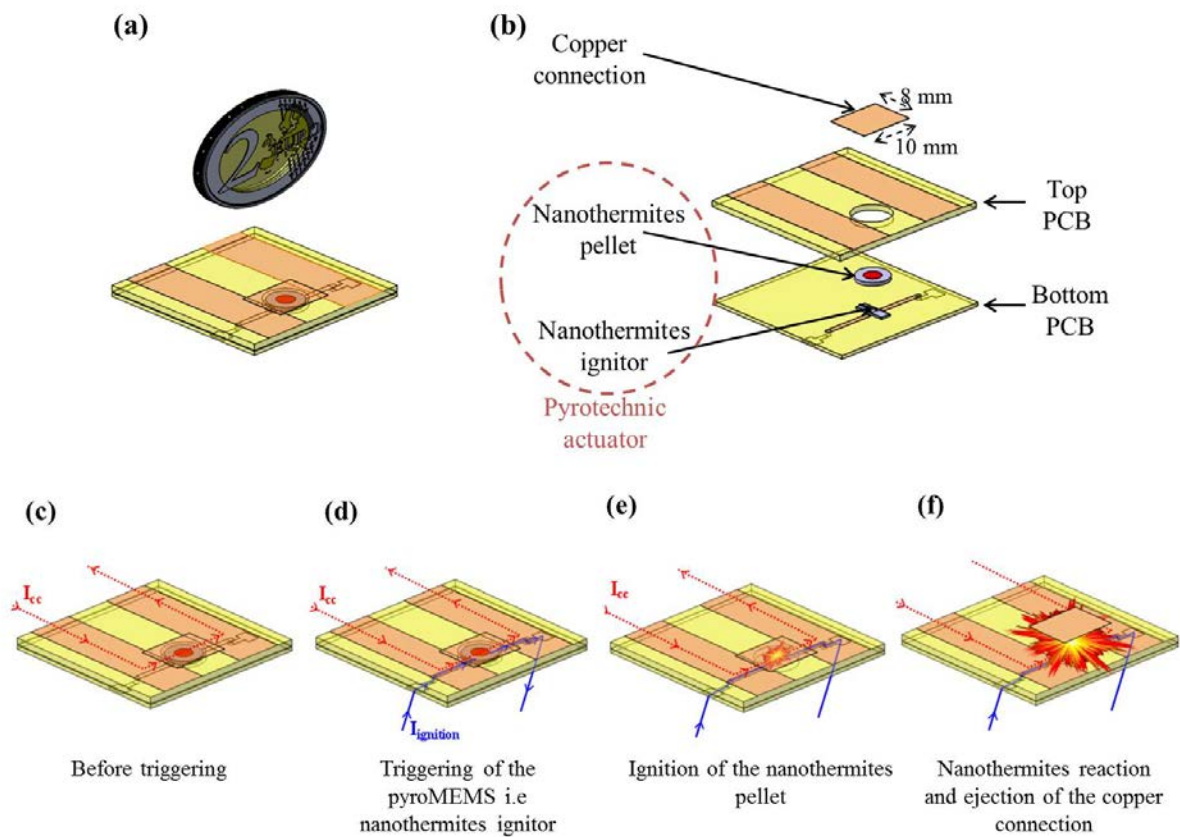 (a)
(b)
Copper
connection
8 mm
10 mm
Nanothermites
pellet
Top
PCB
Nanothermites
ignitor
Bottom
PCB
Pyrotechnic
actuator
2
(c)
(d)
(e)
(f)
Icc
Icc
Icc
Iignition
Before triggering
Triggering of the
pyroMEMS i.e
nanothermites ignitor
Ignition of the nanothermites
pellet
Nanothermites reaction
and ejection of the copper
connection